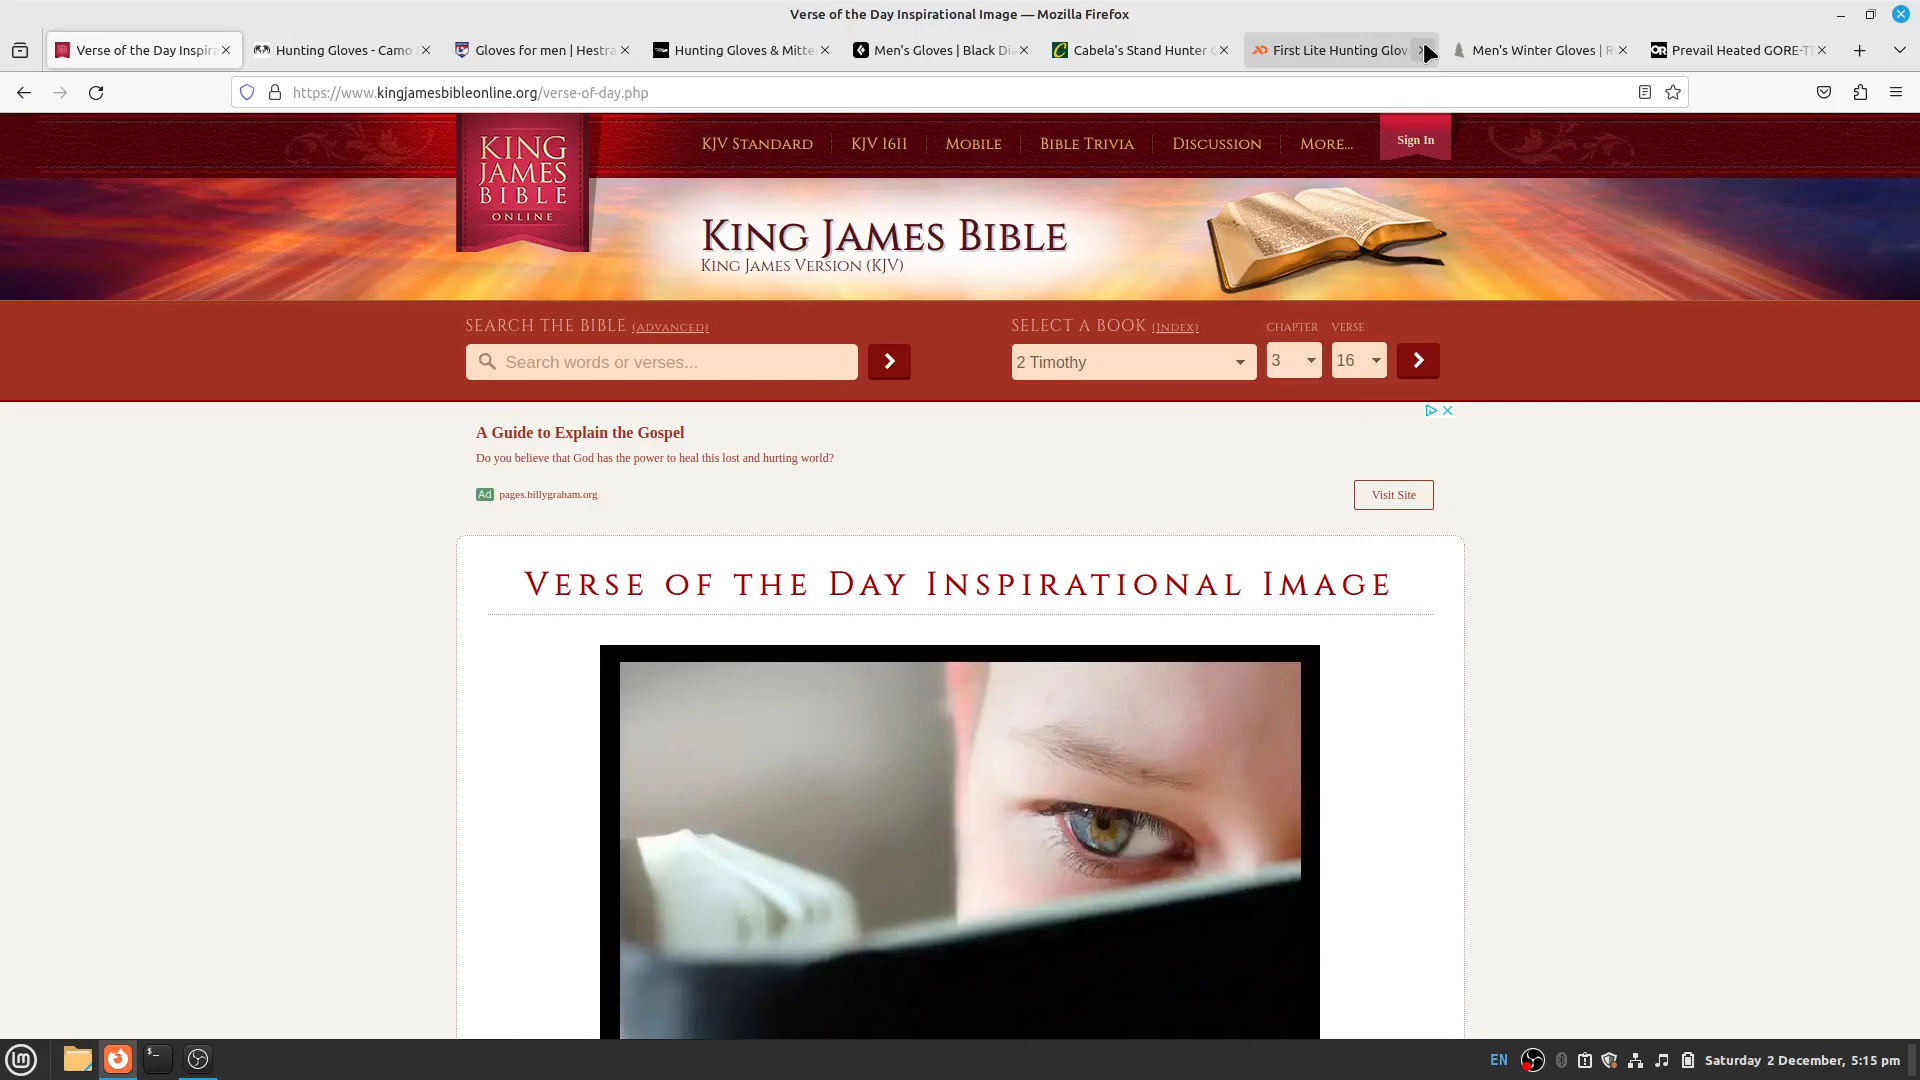 Verse of the Day Inspirational Image — Mozilla Firefox
Verse of the Day Inspira
Hunting Gloves - Camo
Gloves for men | Hestra
Hunting Gloves & Mitte
Men's Gloves | Black Dia
Cabela's Stand Hunter G
First Lite Hunting Glov
Men's Winter Gloves | R
Prevail Heated GORE-T
https://www.kingjamesbibleonline.org/verse-of-day.php
KING
JAMES
BIBLE
ONLINE
KJV Standard
KJV 1611
Mobile
Bible Trivia
Discussion
More...
Sign In
King James Bible
King James Version (KJV)
SEARCH THE BIBLE (Advanced)
Search words or verses...
SELECT A BOOK (Index)
CHAPTER
VERSE
2 Timothy
3
16
A Guide to Explain the Gospel
Do you believe that God has the power to heal this lost and hurting world?
Ad pages.billygraham.org
Visit Site
Verse of the Day Inspirational Image
EN
Saturday 2 December, 5:15 pm